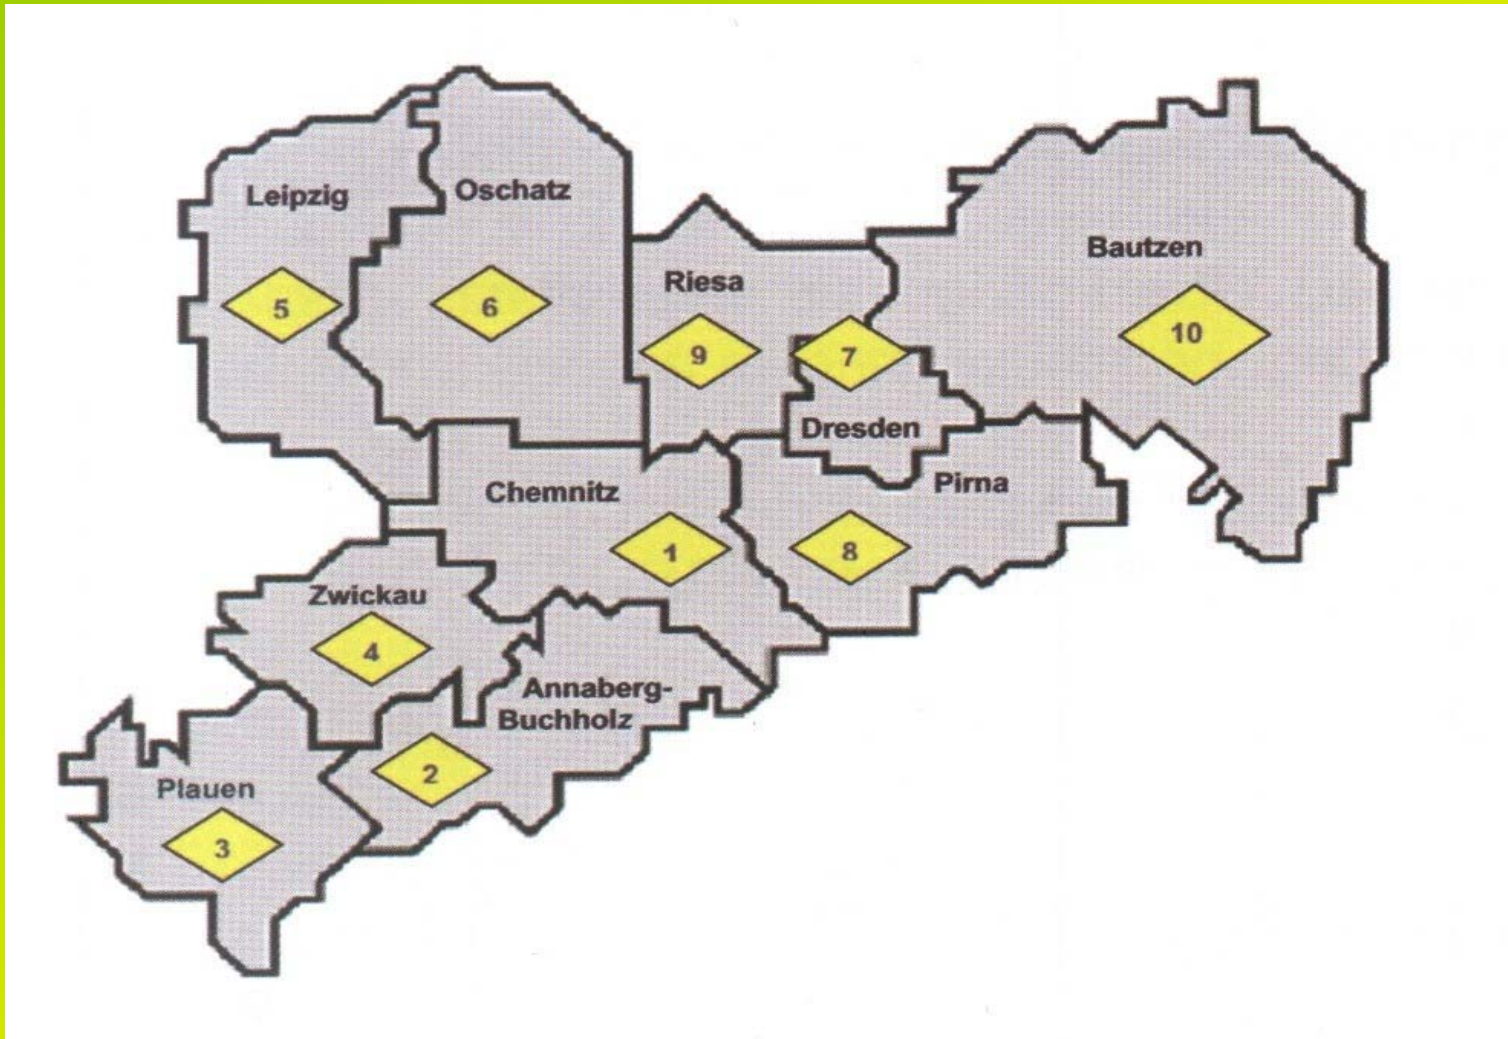 Leipzig
5
Oschatz
6
Riesa
9
7
Dresden
Bautzen
10
Chemnitz
1
Pirna
8
Zwickau
4
Annaberg-
Buchholz
2
Plauen
3